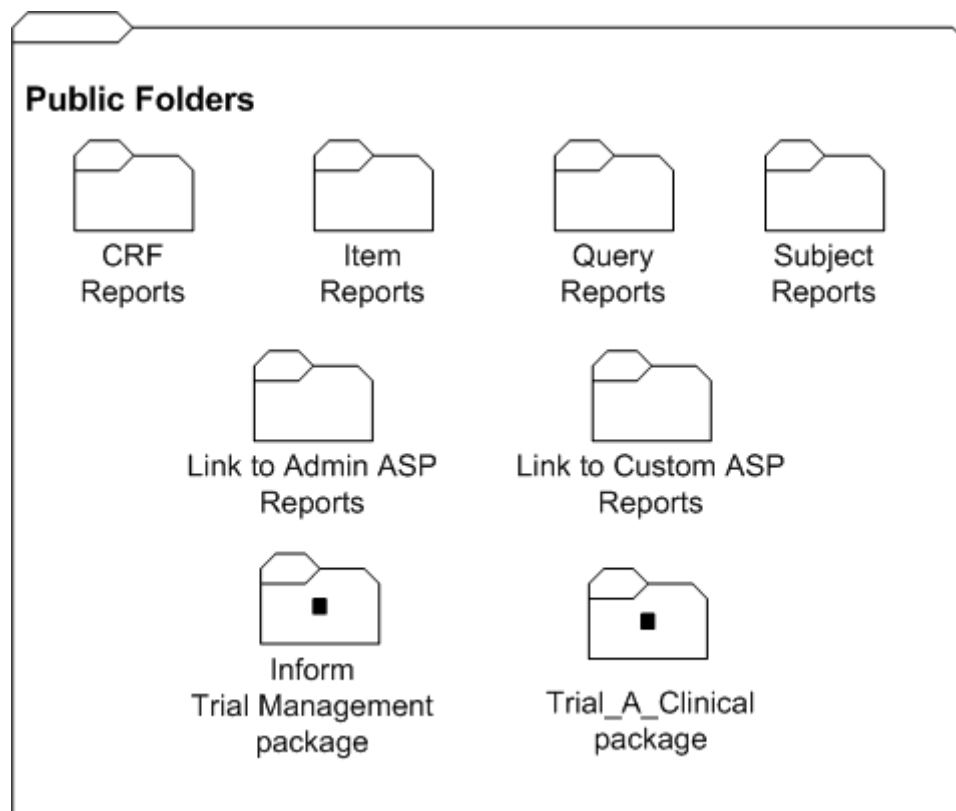 Public Folders
CRF
Reports
Item
Reports
Query
Reports
Subject
Reports
Link to Admin ASP
Reports
Link to Custom ASP
Reports
Inform
Trial Management
package
Trial_A_Clinical
package